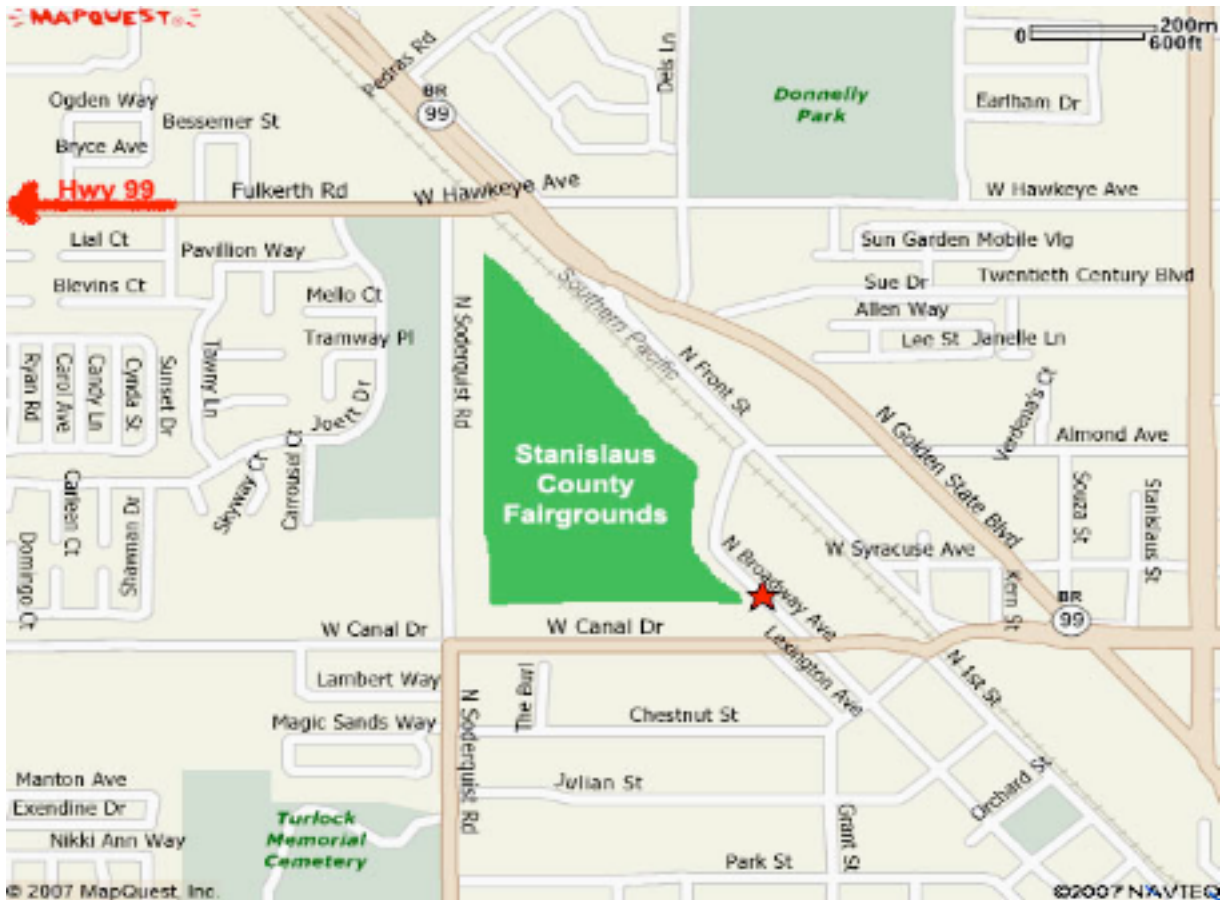 MAPQUEST
200m
0
600ft
Pedras Rd
Dels Ln
BR
99
Donnelly
Park
Earlham Dr
Ogden Way
Bessemer St
Bryce Ave
Hwy 99
Fulkerth Rd
W Hawkeye Ave
W Hawkeye Ave
Lial Ct
Pavillion Way
Sun Garden Mobile Vlg
Blevins Ct
Mello Ct
Sue Dr
Twentieth Century Blvd
Southern Pacific
Allen Way
N Soderquist Rd
Tramway Pl
Lee St
Janelle Ln
N Front St
Ryan Rd
Carol Ave
Candy Ln
Cynda St
Sunset Dr
Tawny Ln
Joett Dr
Verdena's Ct
N Golden State Blvd
Almond Ave
Stanislaus
County
Fairgrounds
Carleen Ct
Shawnan Dr
Skyway Ct
Carrousel Ct
Souza St
Stanislaus St
Domingo Ct
N Broadway Ave
W Syracuse Ave
Kern St
BR
99
W Canal Dr
W Canal Dr
Lexington Ave
N 1st St
Lambert Way
The Burl
N Soderquist Rd
Magic Sands Way
Chestnut St
Manton Ave
Julian St
Orchard St
Exendine Dr
Turlock
Memorial
Cemetery
Nikki Ann Way
Grant St
Park St
© 2007 MapQuest, Inc.
©2007 NAVTEQ